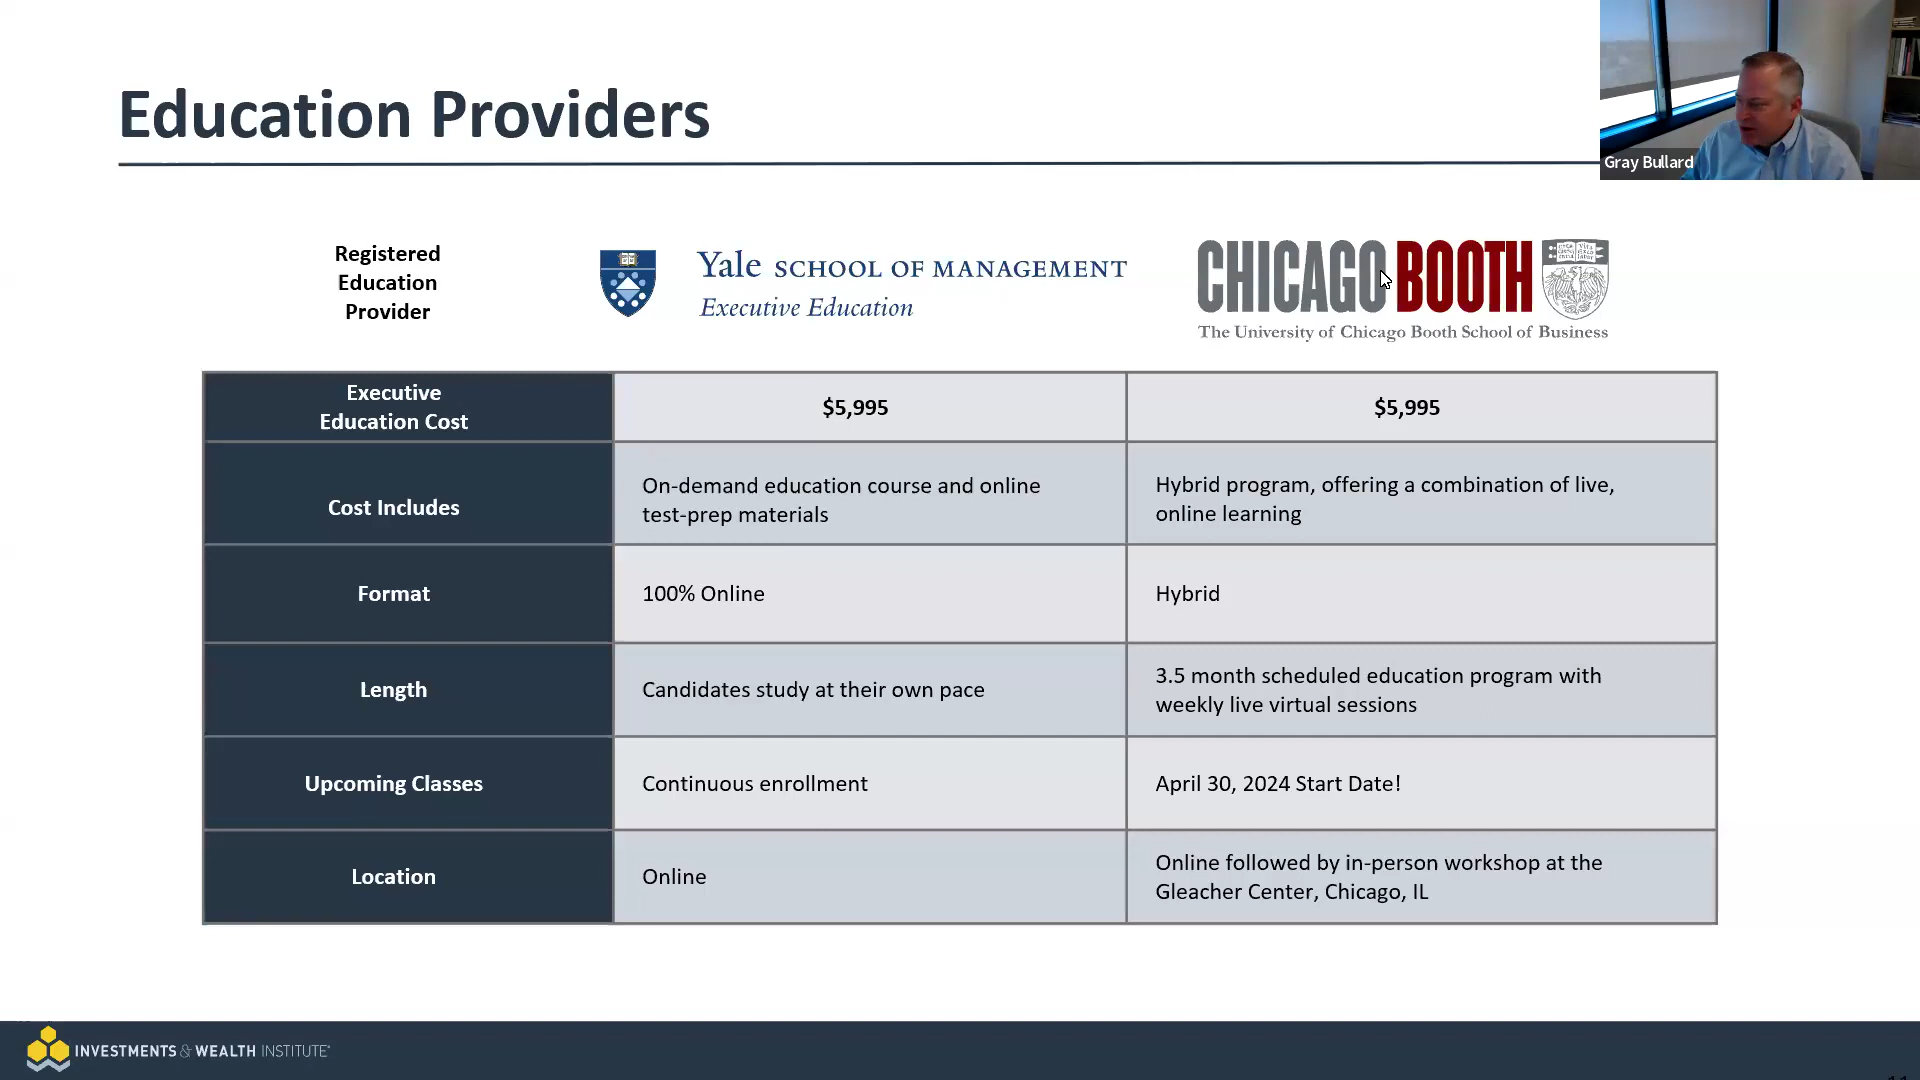 Education Providers
Gray Bullard
Registered
Education
Provider
Yale SCHOOL OF MANAGEMENT
Executive Education
CHICAGO BOOTH
The University of Chicago Booth School of Business
Executive
Education Cost
$5,995
$5,995
Cost Includes
On-demand education course and online
test-prep materials
Hybrid program, offering a combination of live,
online learning
Format
100% Online
Hybrid
Length
Candidates study at their own pace
3.5 month scheduled education program with
weekly live virtual sessions
Upcoming Classes
Continuous enrollment
April 30, 2024 Start Date!
Location
Online
Online followed by in-person workshop at the
Gleacher Center, Chicago, IL
INVESTMENTS & WEALTH INSTITUTE